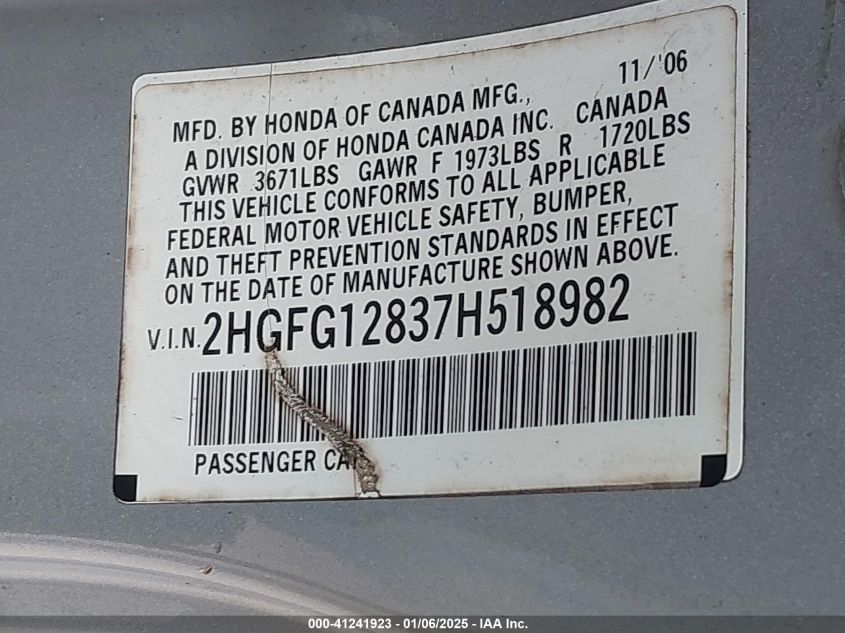 11/'06
MFD. BY HONDA OF CANADA MFG.,
A DIVISION OF HONDA CANADA INC. CANADA
GVWR 3671LBS GAWR F 1973LBS R 1720LBS
THIS VEHICLE CONFORMS TO ALL APPLICABLE
FEDERAL MOTOR VEHICLE SAFETY, BUMPER,
AND THEFT PREVENTION STANDARDS IN EFFECT
ON THE DATE OF MANUFACTURE SHOWN ABOVE.
V.I.N. 2HGFG12837H518982
PASSENGER CAR
000-41241923 - 01/06/2025 - IAA Inc.